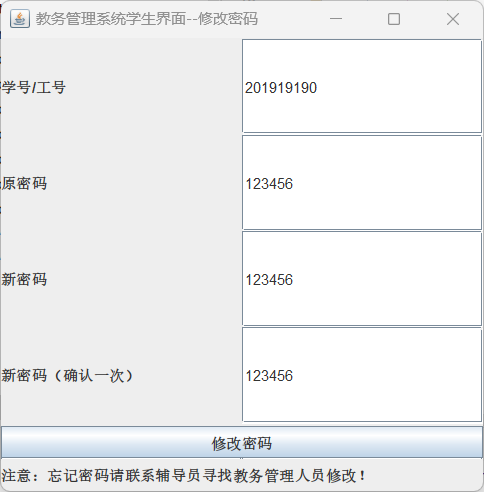 教务管理系统学生界面--修改密码
学号/工号
201919190
原密码
123456
新密码
123456
新密码（确认一次）
123456
修改密码
注意：忘记密码请联系辅导员寻找教务管理人员修改！